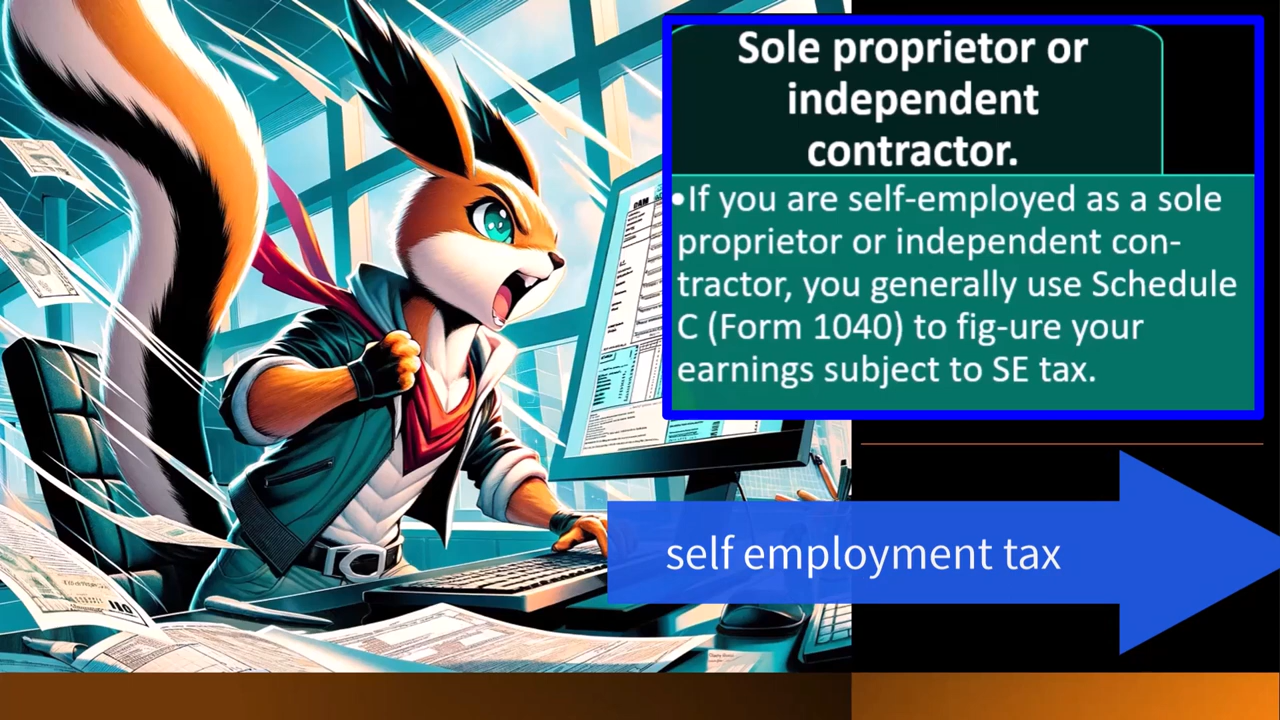 Sole proprietor or
independent
contractor.
•If you are self-employed as a sole
proprietor or independent con-
tractor, you generally use Schedule
C (Form 1040) to fig-ure your
earnings subject to SE tax.
self employment tax